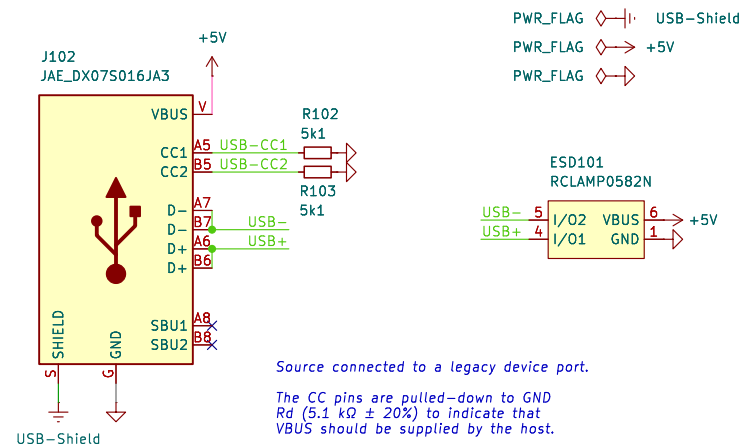 PWR_FLAG USB-Shield
PWR_FLAG +5V
PWR_FLAG
+5V
J102
JAE_DX07S016JA3
VBUS V
CC1 A5 USB-CC1
CC2 B5 USB-CC2
R102
5k1
R103
5k1
D- A7
D- B7 USB-
D+ A6 USB+
D+ B6
SBU1 A8
SBU2 B8
SHIELD
GND
S
G
USB-Shield
ESD101
RCLAMP0582N
USB- 5 I/O2 VBUS 6 +5V
USB+ 4 I/O1 GND 1
Source connected to a legacy device port.
The CC pins are pulled-down to GND
Rd (5.1 kΩ ± 20%) to indicate that
VBUS should be supplied by the host.